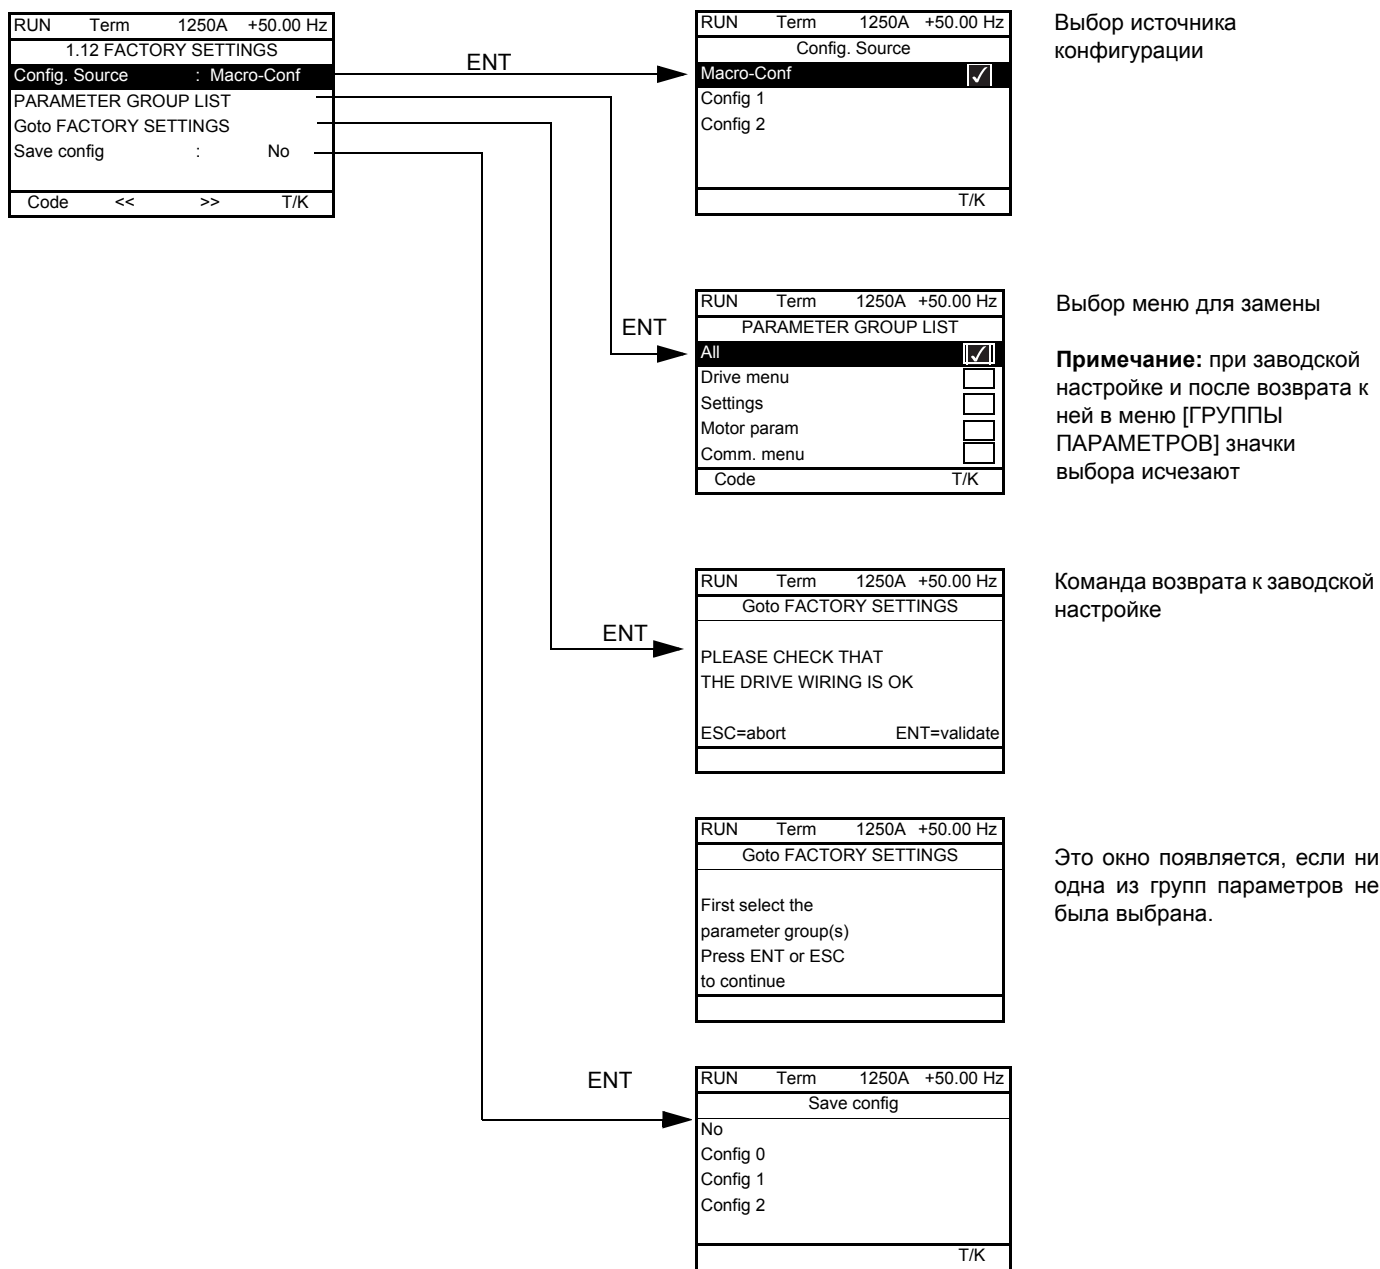 RUN Term 1250A +50.00 Hz
1.12 FACTORY SETTINGS
Config. Source : Macro-Conf
PARAMETER GROUP LIST
Goto FACTORY SETTINGS
Save config : No
Code << >> T/K
ENT
RUN Term 1250A +50.00 Hz
Config. Source
Macro-Conf
Config 1
Config 2
T/K
Выбор источника
конфигурации
ENT
RUN Term 1250A +50.00 Hz
PARAMETER GROUP LIST
All
Drive menu
Settings
Motor param
Comm. menu
Code T/K
Выбор меню для замены
Примечание: при заводской
настройке и после возврата к
ней в меню [ГРУППЫ
ПАРАМЕТРОВ] значки
выбора исчезают
ENT
RUN Term 1250A +50.00 Hz
Goto FACTORY SETTINGS
PLEASE CHECK THAT
THE DRIVE WIRING IS OK
ESC=abort ENT=validate
Команда возврата к заводской
настройке
RUN Term 1250A +50.00 Hz
Goto FACTORY SETTINGS
First select the
parameter group(s)
Press ENT or ESC
to continue
Это окно появляется, если ни
одна из групп параметров не
была выбрана.
ENT
RUN Term 1250A +50.00 Hz
Save config
No
Config 0
Config 1
Config 2
T/K